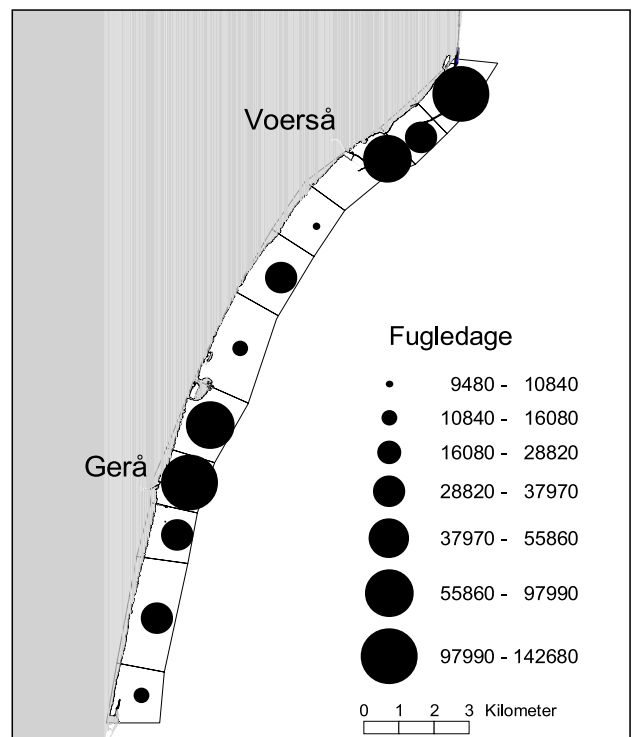 Voerså
Gerå
Fugledage
9480 - 10840
10840 - 16080
16080 - 28820
28820 - 37970
37970 - 55860
55860 - 97990
97990 - 142680
0 1 2 3 Kilometer